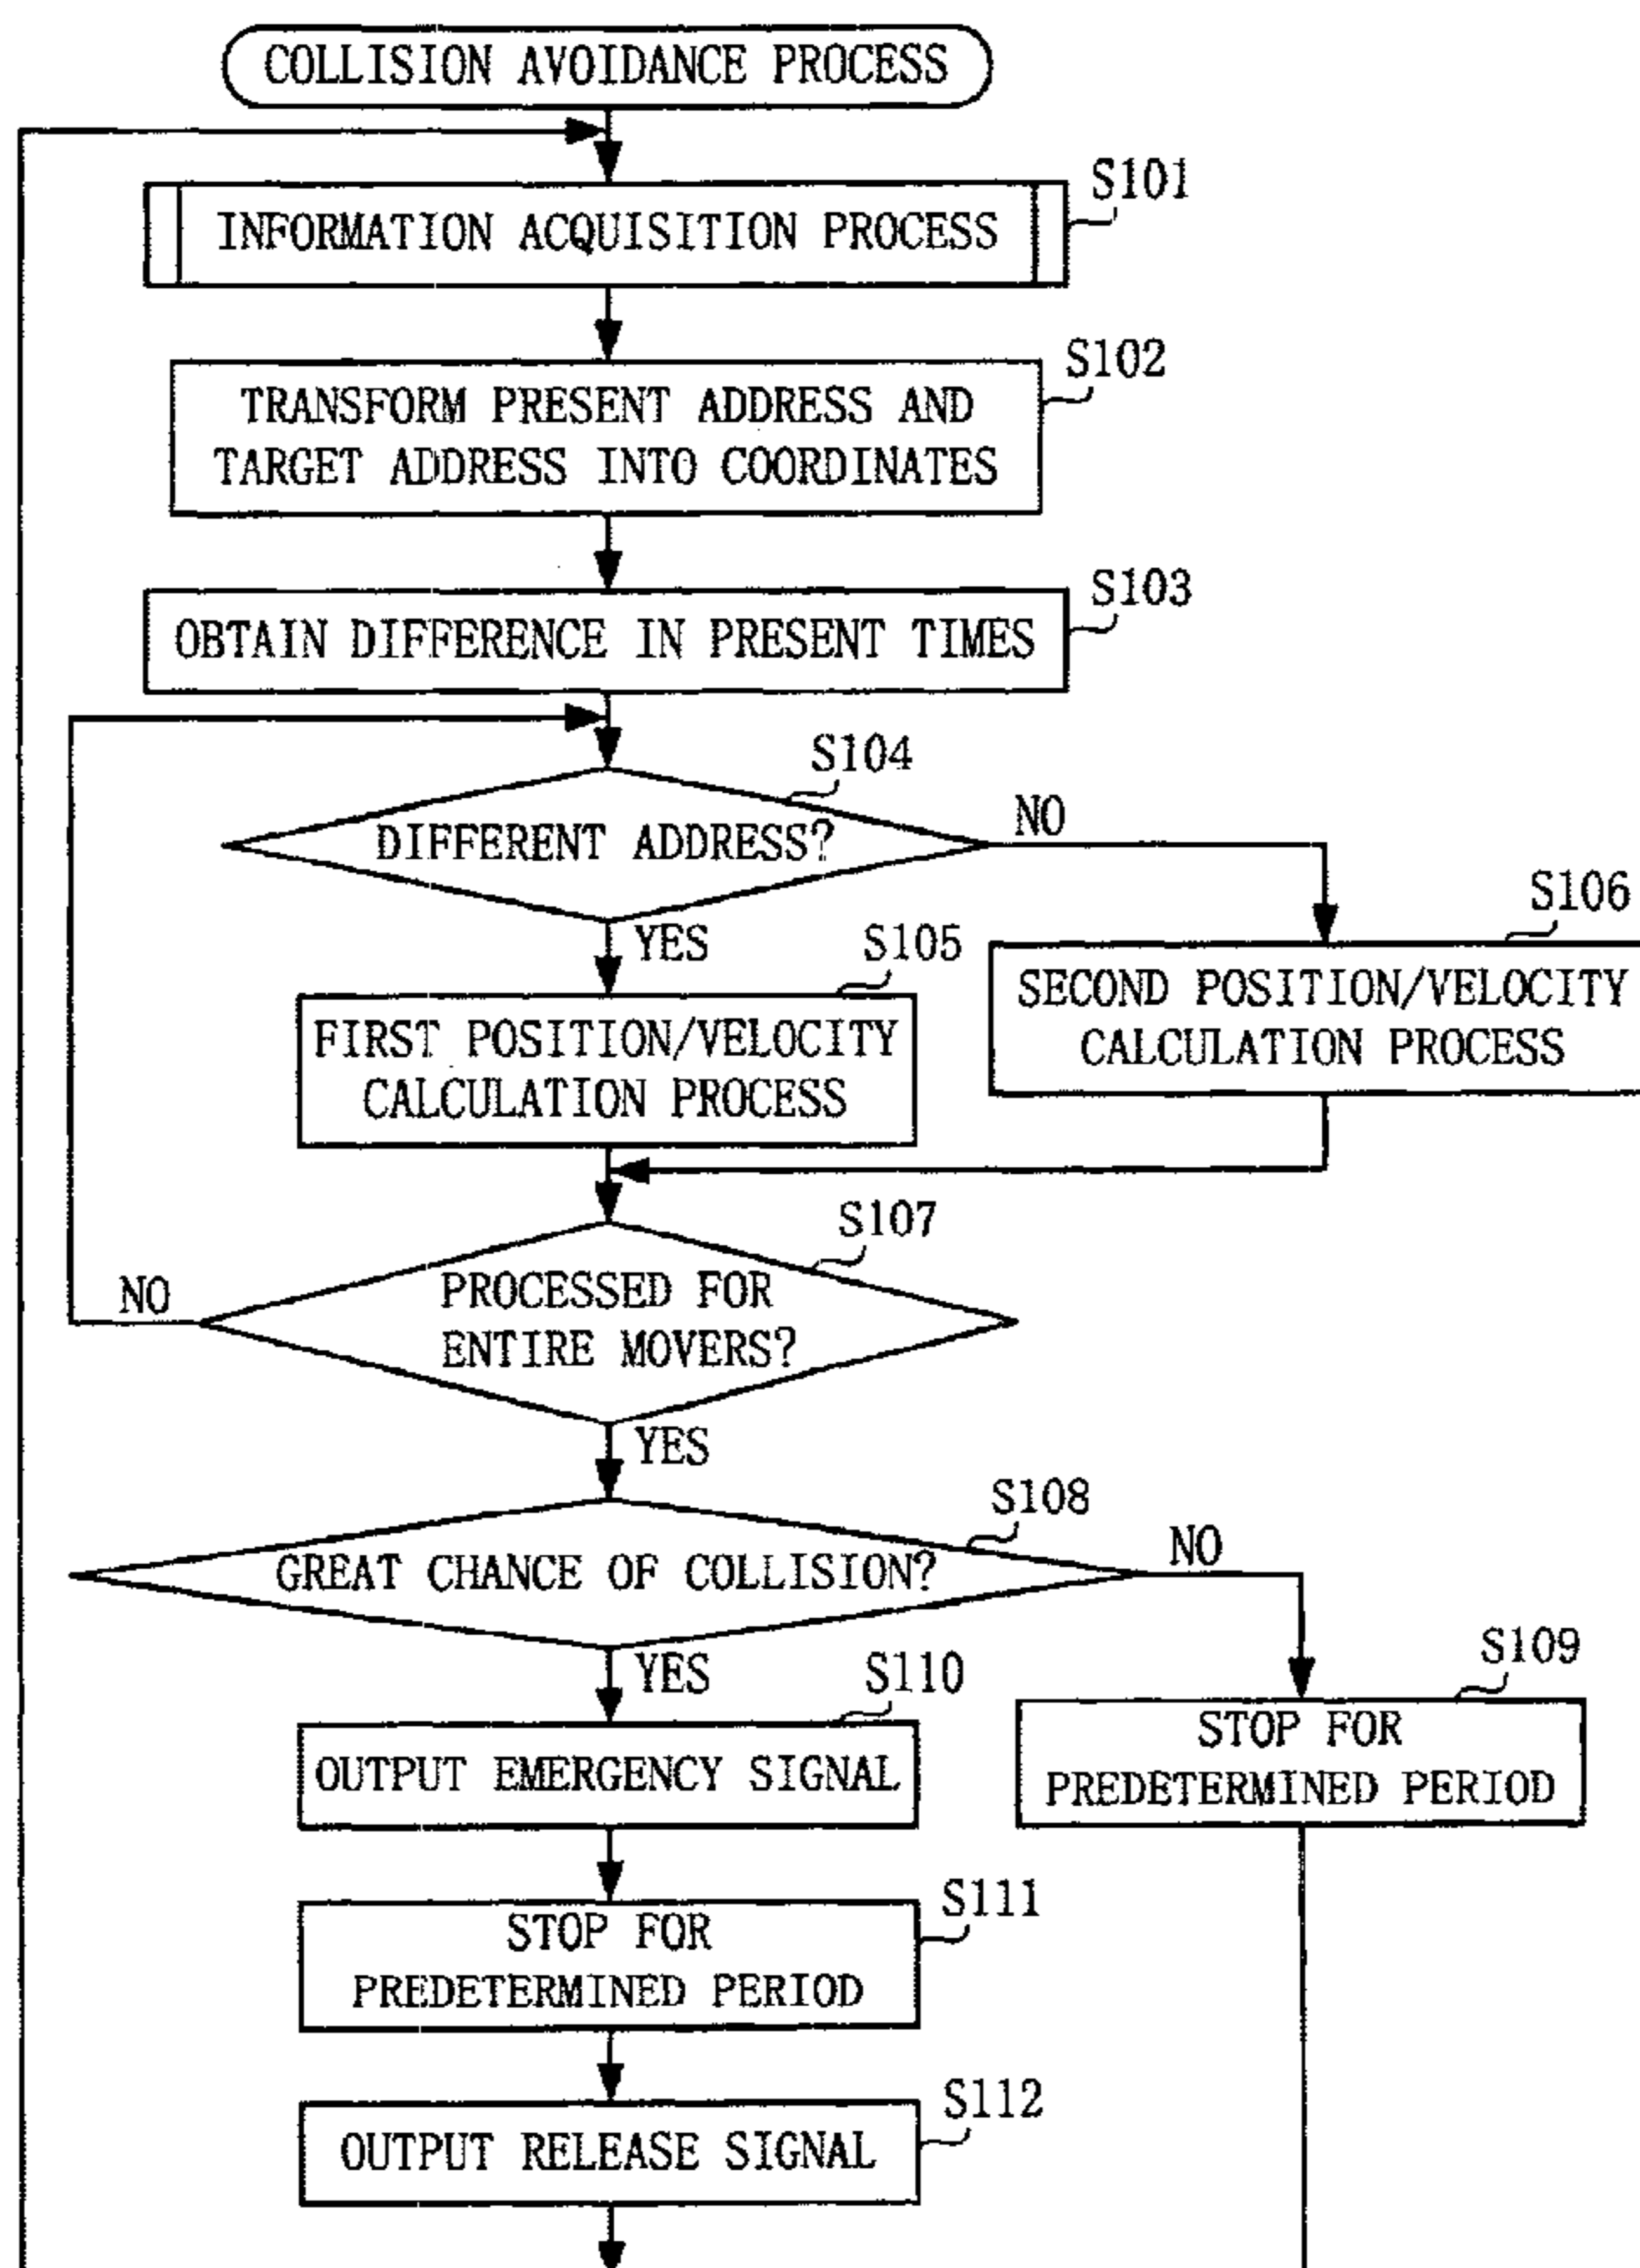 COLLISION AVOIDANCE PROCESS
S101
INFORMATION ACQUISITION PROCESS
S102
TRANSFORM PRESENT ADDRESS AND
TARGET ADDRESS INTO COORDINATES
S103
OBTAIN DIFFERENCE IN PRESENT TIMES
S104
DIFFERENT ADDRESS?
NO
YES
S105
FIRST POSITION/VELOCITY
CALCULATION PROCESS
S106
SECOND POSITION/VELOCITY
CALCULATION PROCESS
S107
PROCESSED FOR
ENTIRE MOVERS?
NO
YES
S108
GREAT CHANCE OF COLLISION?
NO
YES
S109
STOP FOR
PREDETERMINED PERIOD
S110
OUTPUT EMERGENCY SIGNAL
S111
STOP FOR
PREDETERMINED PERIOD
S112
OUTPUT RELEASE SIGNAL